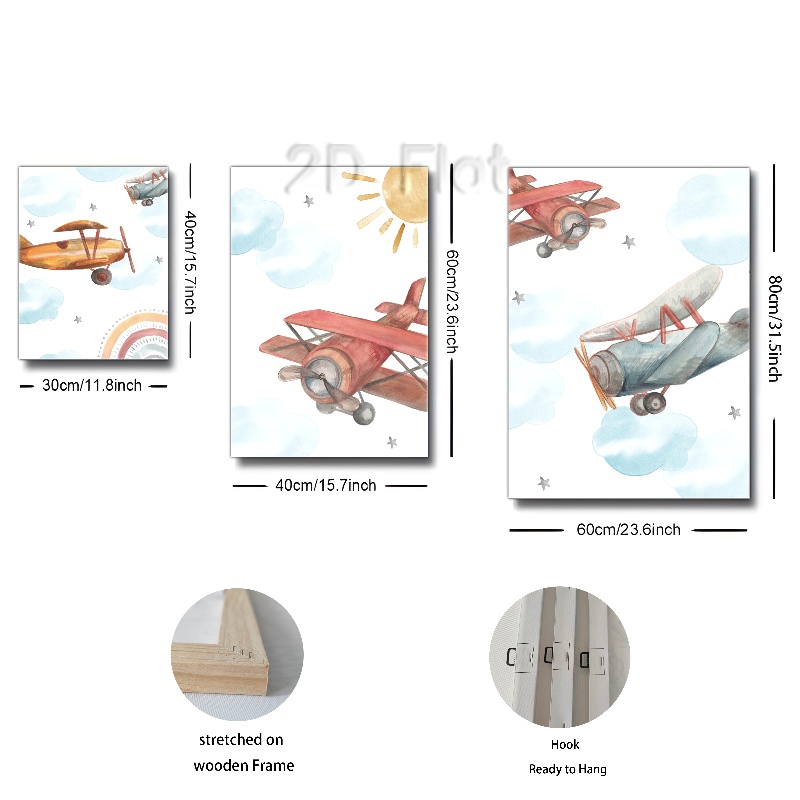 2D Flat
40cm/15.7inch
30cm/11.8inch
60cm/23.6inch
40cm/15.7inch
80cm/31.5inch
60cm/23.6inch
stretched on
wooden Frame
Hook
Ready to Hang